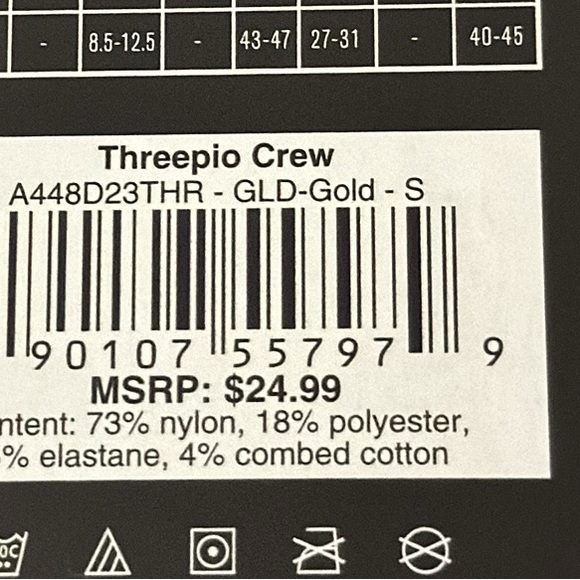 - 8.5-12.5 - 43-47 27-31 - 40-45
Threepio Crew
A448D23THR - GLD-Gold - S
90107 55797 9
MSRP: $24.99
ntent: 73% nylon, 18% polyester,
% elastane, 4% combed cotton